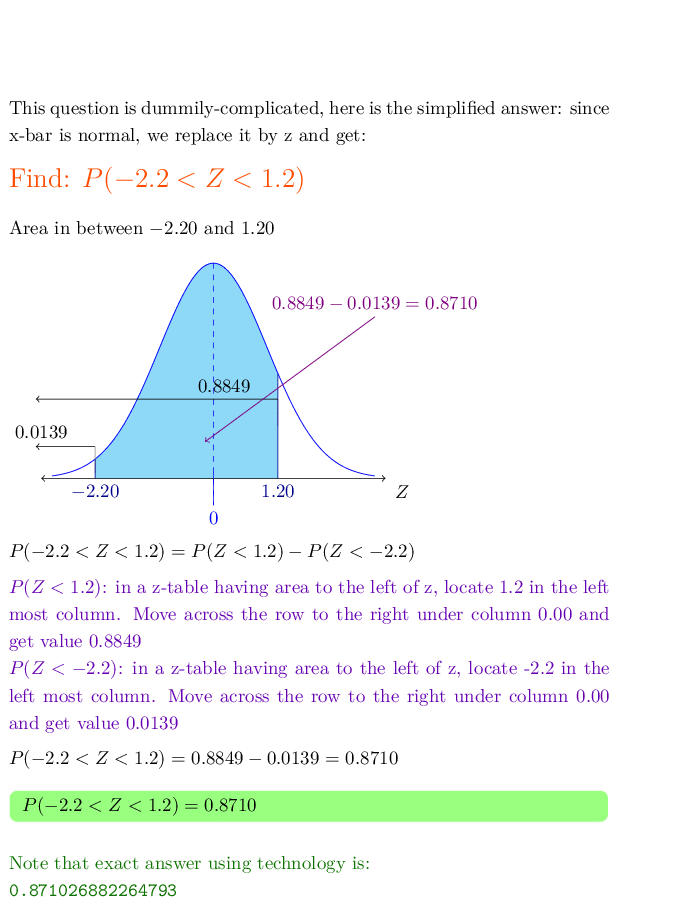 This question is dummily-complicated, here is the simplified answer: since
x-bar is normal, we replace it by z and get:
Find: P(−2.2 < Z < 1.2)
Area in between −2.20 and 1.20
0.8849 − 0.0139 = 0.8710
0.8849
0.0139
−2.20
1.20
Z
0
P(−2.2 < Z < 1.2) = P(Z < 1.2) − P(Z < −2.2)
P(Z < 1.2): in a z-table having area to the left of z, locate 1.2 in the left
most column. Move across the row to the right under column 0.00 and
get value 0.8849
P(Z < −2.2): in a z-table having area to the left of z, locate -2.2 in the
left most column. Move across the row to the right under column 0.00
and get value 0.0139
P(−2.2 < Z < 1.2) = 0.8849 − 0.0139 = 0.8710
P(−2.2 < Z < 1.2) = 0.8710
Note that exact answer using technology is:
0.871026882264793